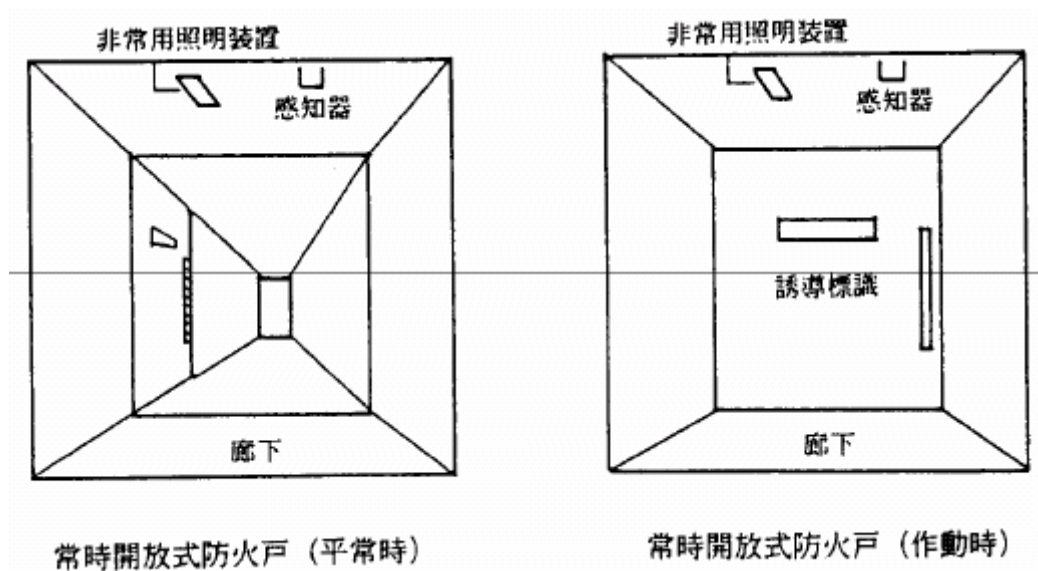 非常用照明装置
感知器
廊下
常時開放式防火戸（平常時）
非常用照明装置
感知器
誘導標識
廊下
常時開放式防火戸（作動時）